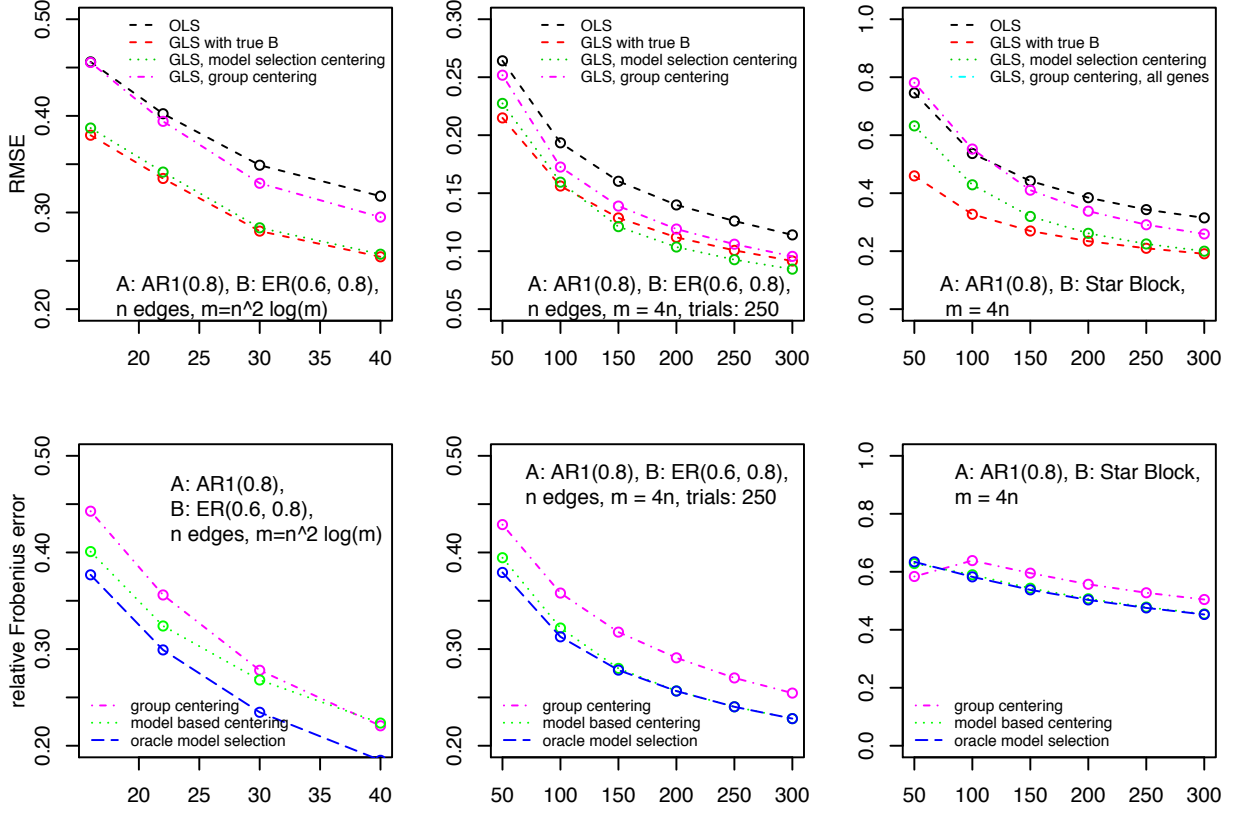 RMSE
0.20 0.30 0.40 0.50
OLS
GLS with true B
GLS, model selection centering
GLS, group centering
A: AR1(0.8), B: ER(0.6, 0.8),
n edges, m=n^2 log(m)
20 25 30 35 40
0.05 0.10 0.15 0.20 0.25 0.30
OLS
GLS with true B
GLS, model selection centering
GLS, group centering
A: AR1(0.8), B: ER(0.6, 0.8),
n edges, m = 4n, trials: 250
50 100 150 200 250 300
0.0 0.2 0.4 0.6 0.8 1.0
OLS
GLS with true B
GLS, model selection centering
GLS, group centering, all genes
A: AR1(0.8), B: Star Block,
m = 4n
50 100 150 200 250 300
relative Frobenius error
0.20 0.30 0.40 0.50
A: AR1(0.8),
B: ER(0.6, 0.8),
n edges, m=n^2 log(m)
group centering
model based centering
oracle model selection
20 25 30 35 40
0.20 0.30 0.40 0.50
A: AR1(0.8), B: ER(0.6, 0.8),
n edges, m = 4n, trials: 250
group centering
model based centering
oracle model selection
50 100 150 200 250 300
0.0 0.2 0.4 0.6 0.8 1.0
A: AR1(0.8), B: Star Block,
m = 4n
group centering
model based centering
oracle model selection
50 100 150 200 250 300